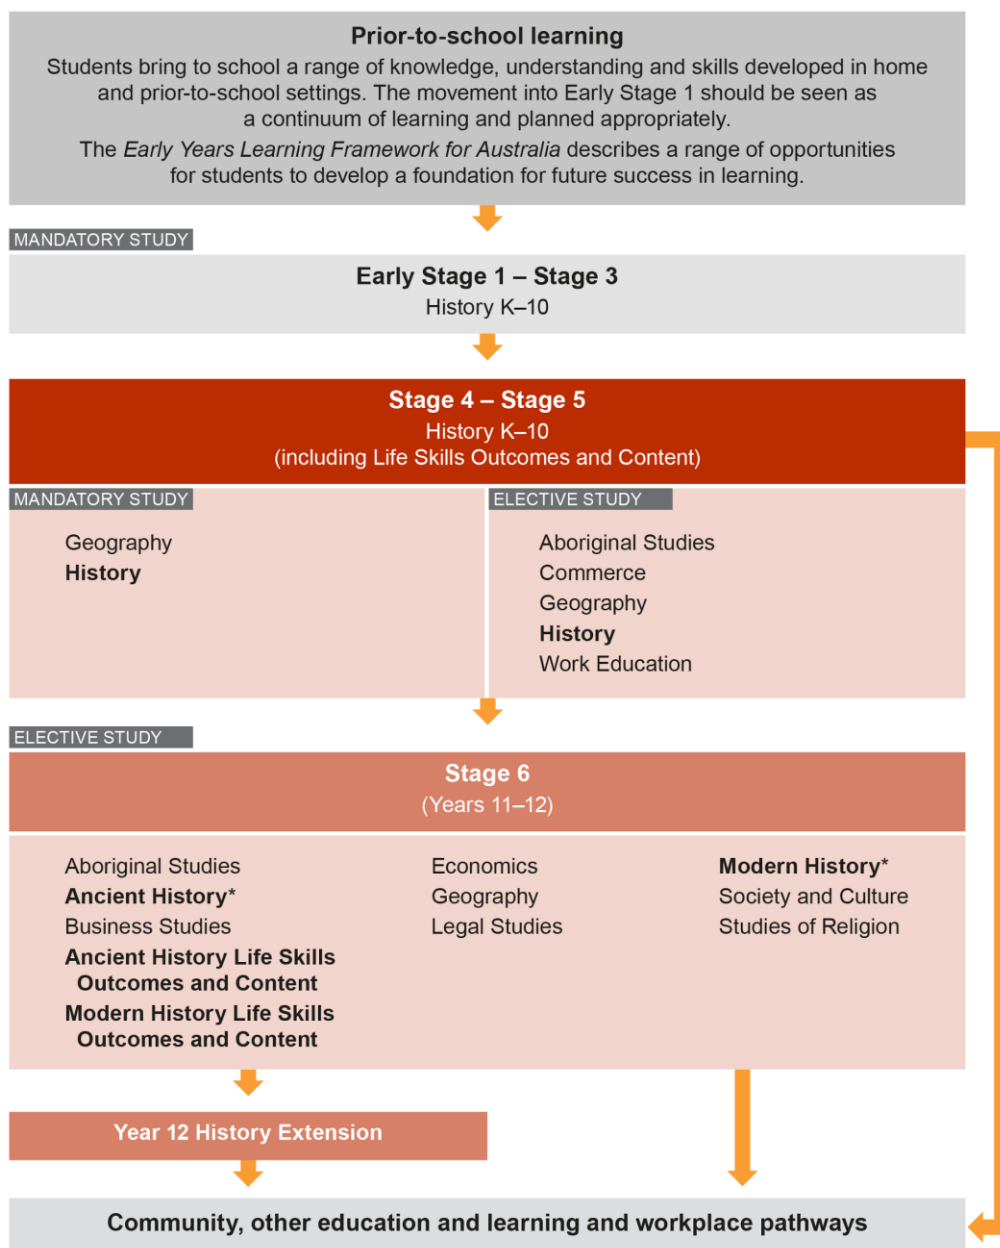 Prior-to-school learning
Students bring to school a range of knowledge, understanding and skills developed in home
and prior-to-school settings. The movement into Early Stage 1 should be seen as
a continuum of learning and planned appropriately.
The Early Years Learning Framework for Australia describes a range of opportunities
for students to develop a foundation for future success in learning.
MANDATORY STUDY
Early Stage 1 – Stage 3
History K–10
Stage 4 – Stage 5
History K–10
(including Life Skills Outcomes and Content)
MANDATORY STUDY
Geography
History
ELECTIVE STUDY
Aboriginal Studies
Commerce
Geography
History
Work Education
ELECTIVE STUDY
Stage 6
(Years 11–12)
Aboriginal Studies
Ancient History*
Business Studies
Ancient History Life Skills
Outcomes and Content
Modern History Life Skills
Outcomes and Content
Economics
Geography
Legal Studies
Modern History*
Society and Culture
Studies of Religion
Year 12 History Extension
Community, other education and learning and workplace pathways